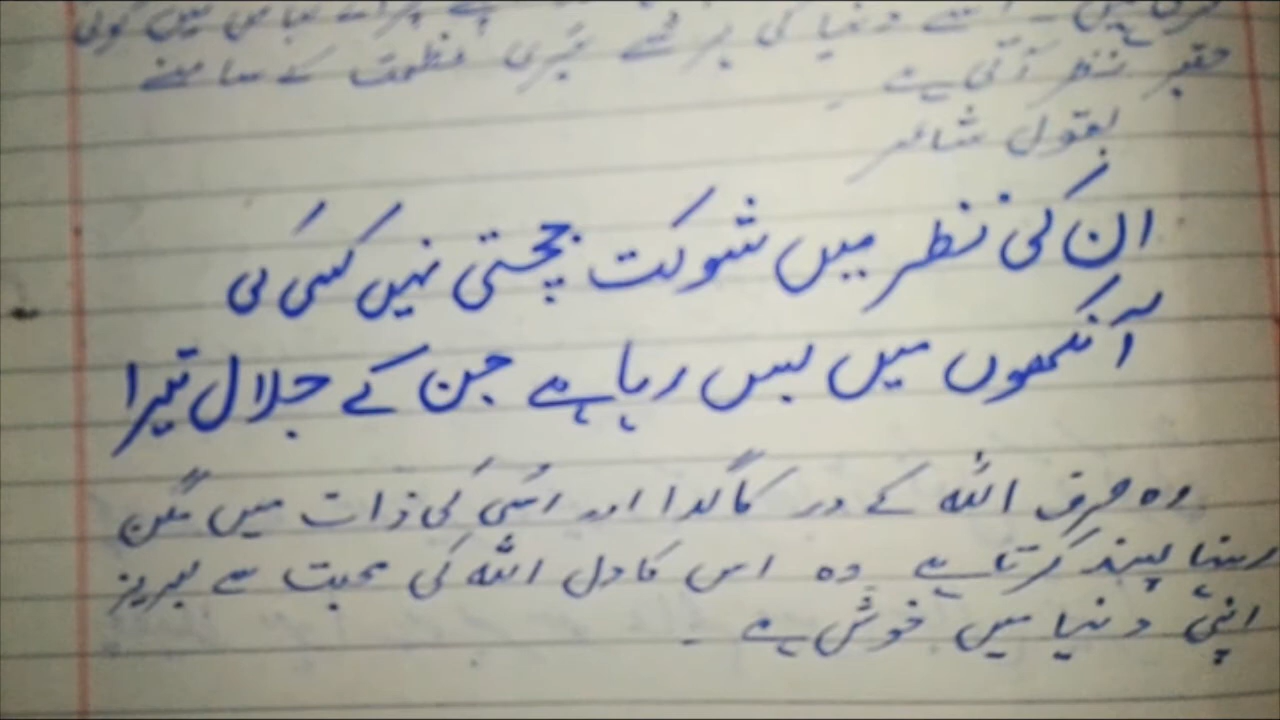 دنیا کی ہر شے تیری عظمت کے سامنے
حقیر نظر آتی ہے
بقول شاعر
ان کی نظر میں شوکت جچتی نہیں کسی کی
آنکھوں میں بس رہا ہے جن کے جلال تیرا
وہ صرف اللہ کے در کا گدا اور اسی کی ذات میں مگن
رہنا پسند کرتا ہے وہ اس کا دل اللہ کی محبت سے لبریز
اپنی دنیا میں خوش ہے ۔